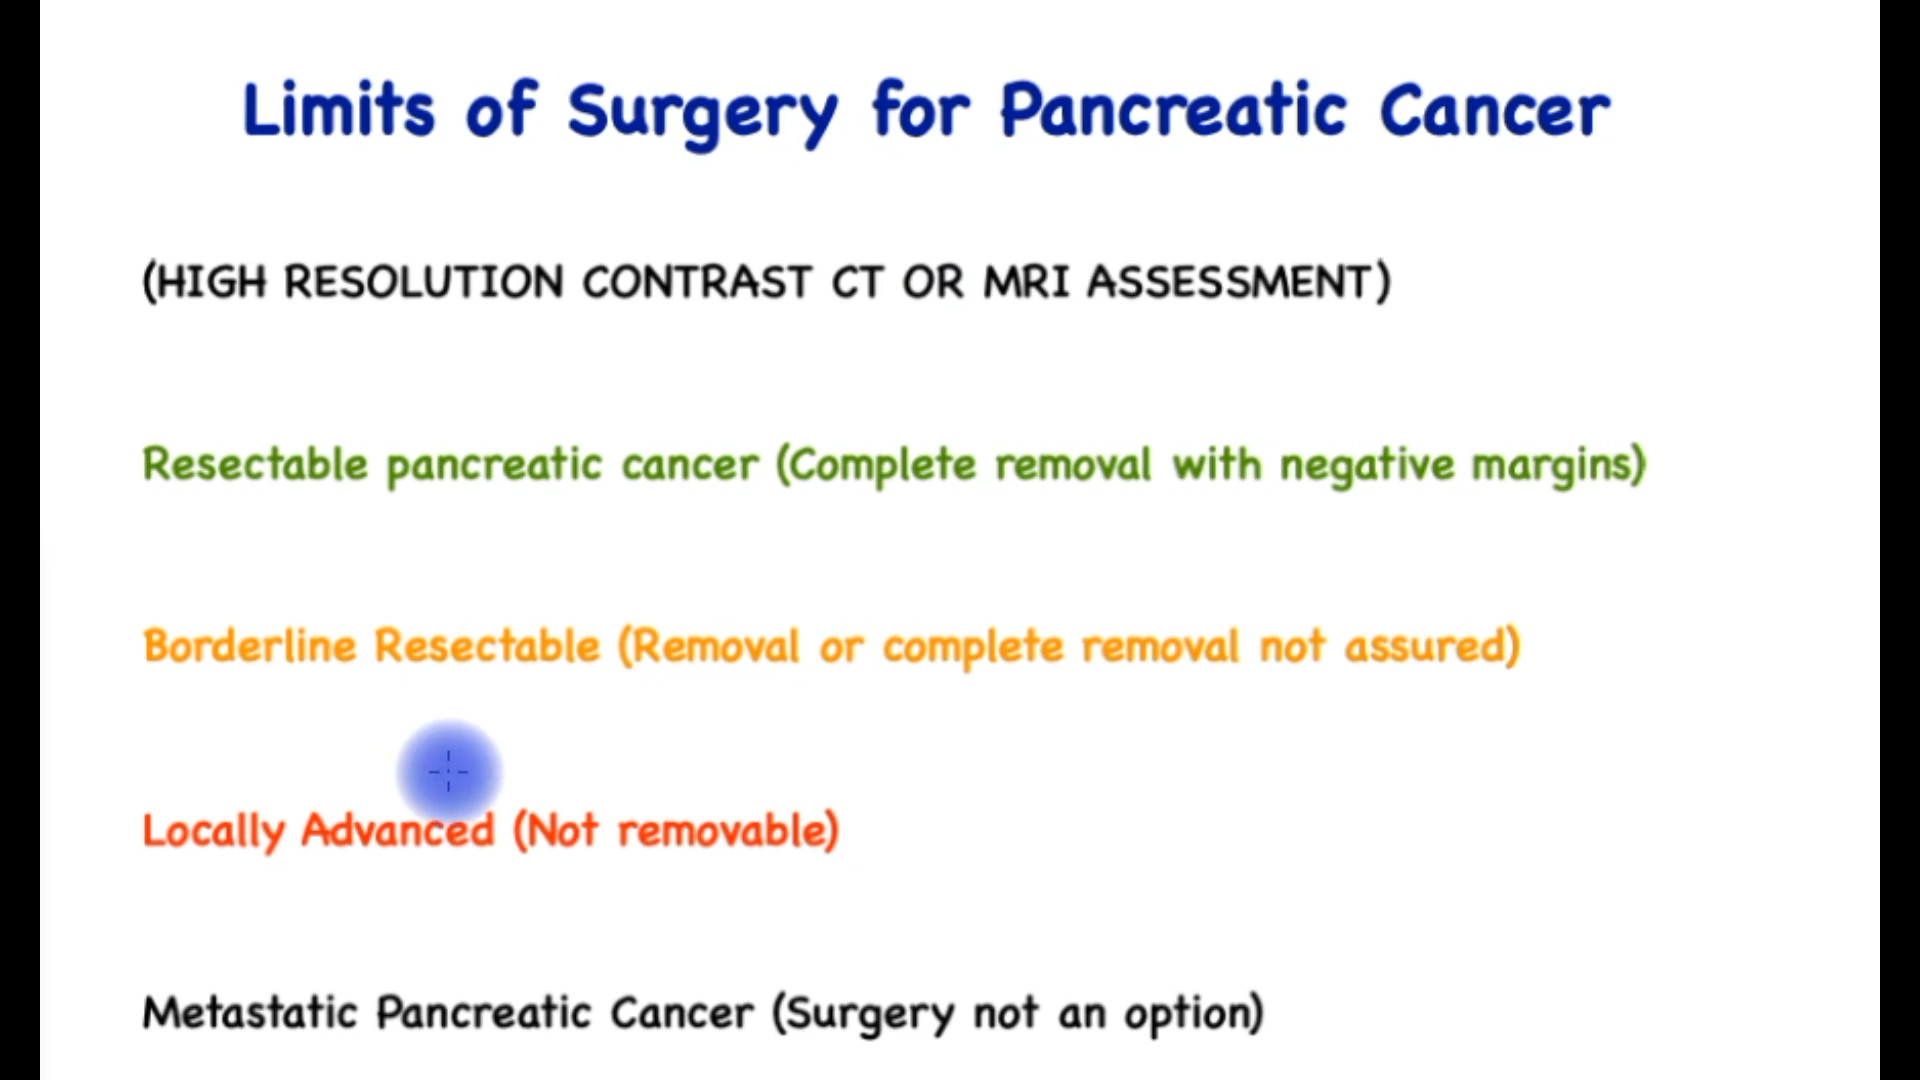 Limits of Surgery for Pancreatic Cancer
(HIGH RESOLUTION CONTRAST CT OR MRI ASSESSMENT)
Resectable pancreatic cancer (Complete removal with negative margins)
Borderline Resectable (Removal or complete removal not assured)
Locally Advanced (Not removable)
Metastatic Pancreatic Cancer (Surgery not an option)